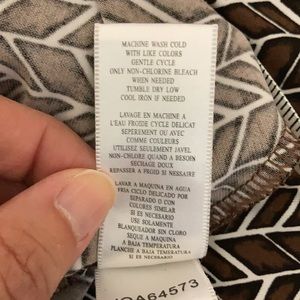 MACHINE WASH COLD
WITH LIKE COLORS
GENTLE CYCLE
ONLY NON-CHLORINE BLEACH
WHEN NEEDED
TUMBLE DRY LOW
COOL IRON IF NEEDED
LAVAGE EN MACHINE A
L'EAU FROIDE CYCLE DELICAT
SEPEREMENT OU AVEC
COMME COULEURS
UTILISEZ SEULEMENT JAVEL
NON-CHLORE QUAND A BESOIN
SECHAGE DOUX
REPASSER A FROID SI NECESSAIRE
LAVAR A MAQUINA EN AGUA
FRIA CICLO DELICADO POR
SEPARADO O CON
COLORES SIMILAR
SI ES NECESARIO
USE SOLAMENTE
BLANQUEADOR SIN CLORO
SEQUE A MAQUINA
A BAJA TEMPERATURA
PLANCHE A BAJA TEMPERATURA
SI ES NECESARIO
A64573